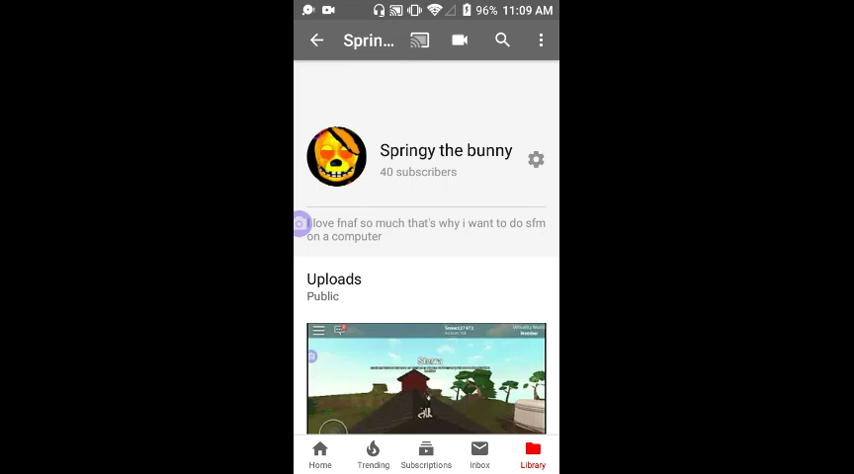 96% 11:09 AM
Sprin...
Springy the bunny
40 subscribers
I love fnaf so much that's why i want to do sfm
on a computer
Uploads
Public
Sierra
Home Trending Subscriptions Inbox Library